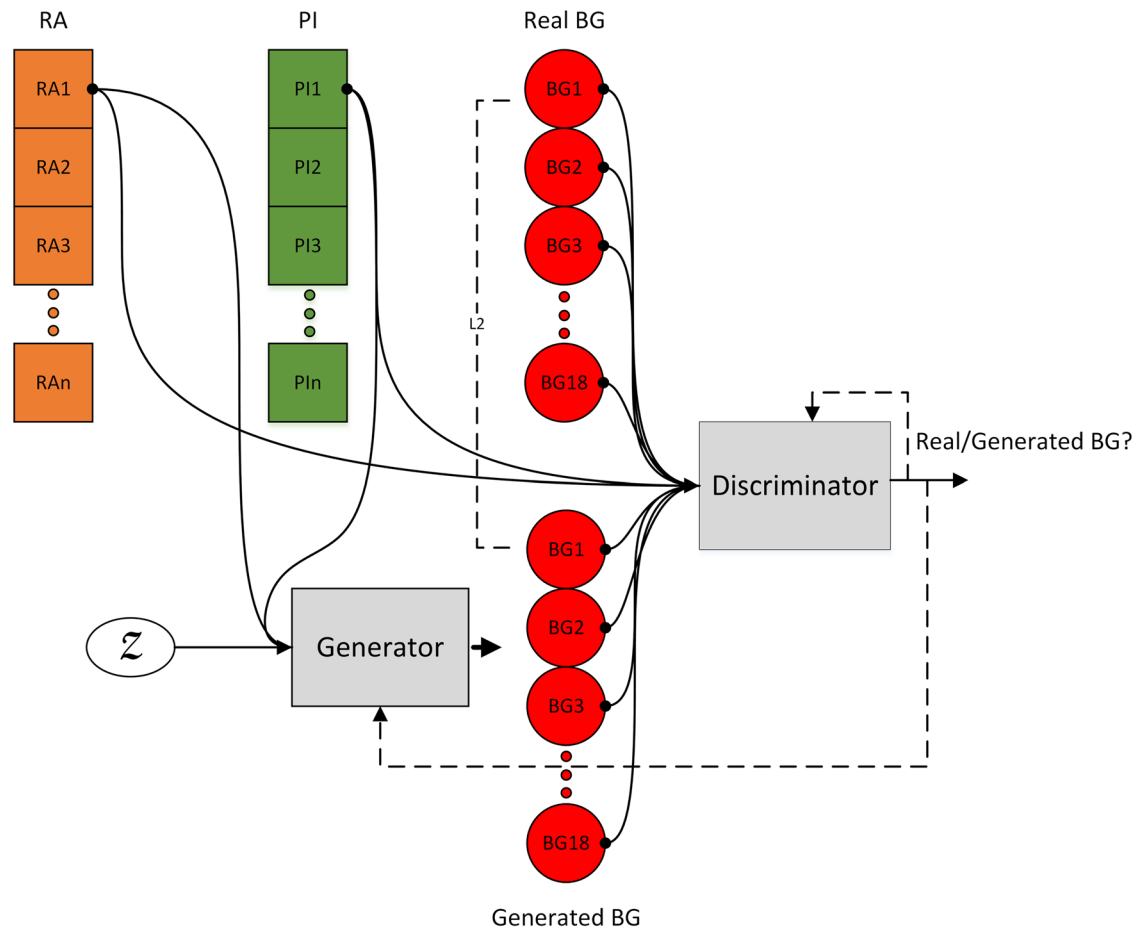 RA
PI
Real BG
RA1
RA2
RA3
RAn
PI1
PI2
PI3
PIn
BG1
BG2
BG3
BG18
L2
Discriminator
Real/Generated BG?
z
Generator
BG1
BG2
BG3
BG18
Generated BG